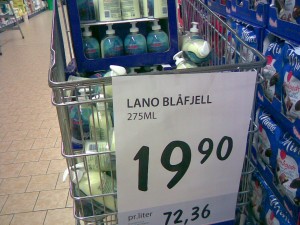 LANO BLÅFJELL
275ML
19 90
pr.liter
72,36